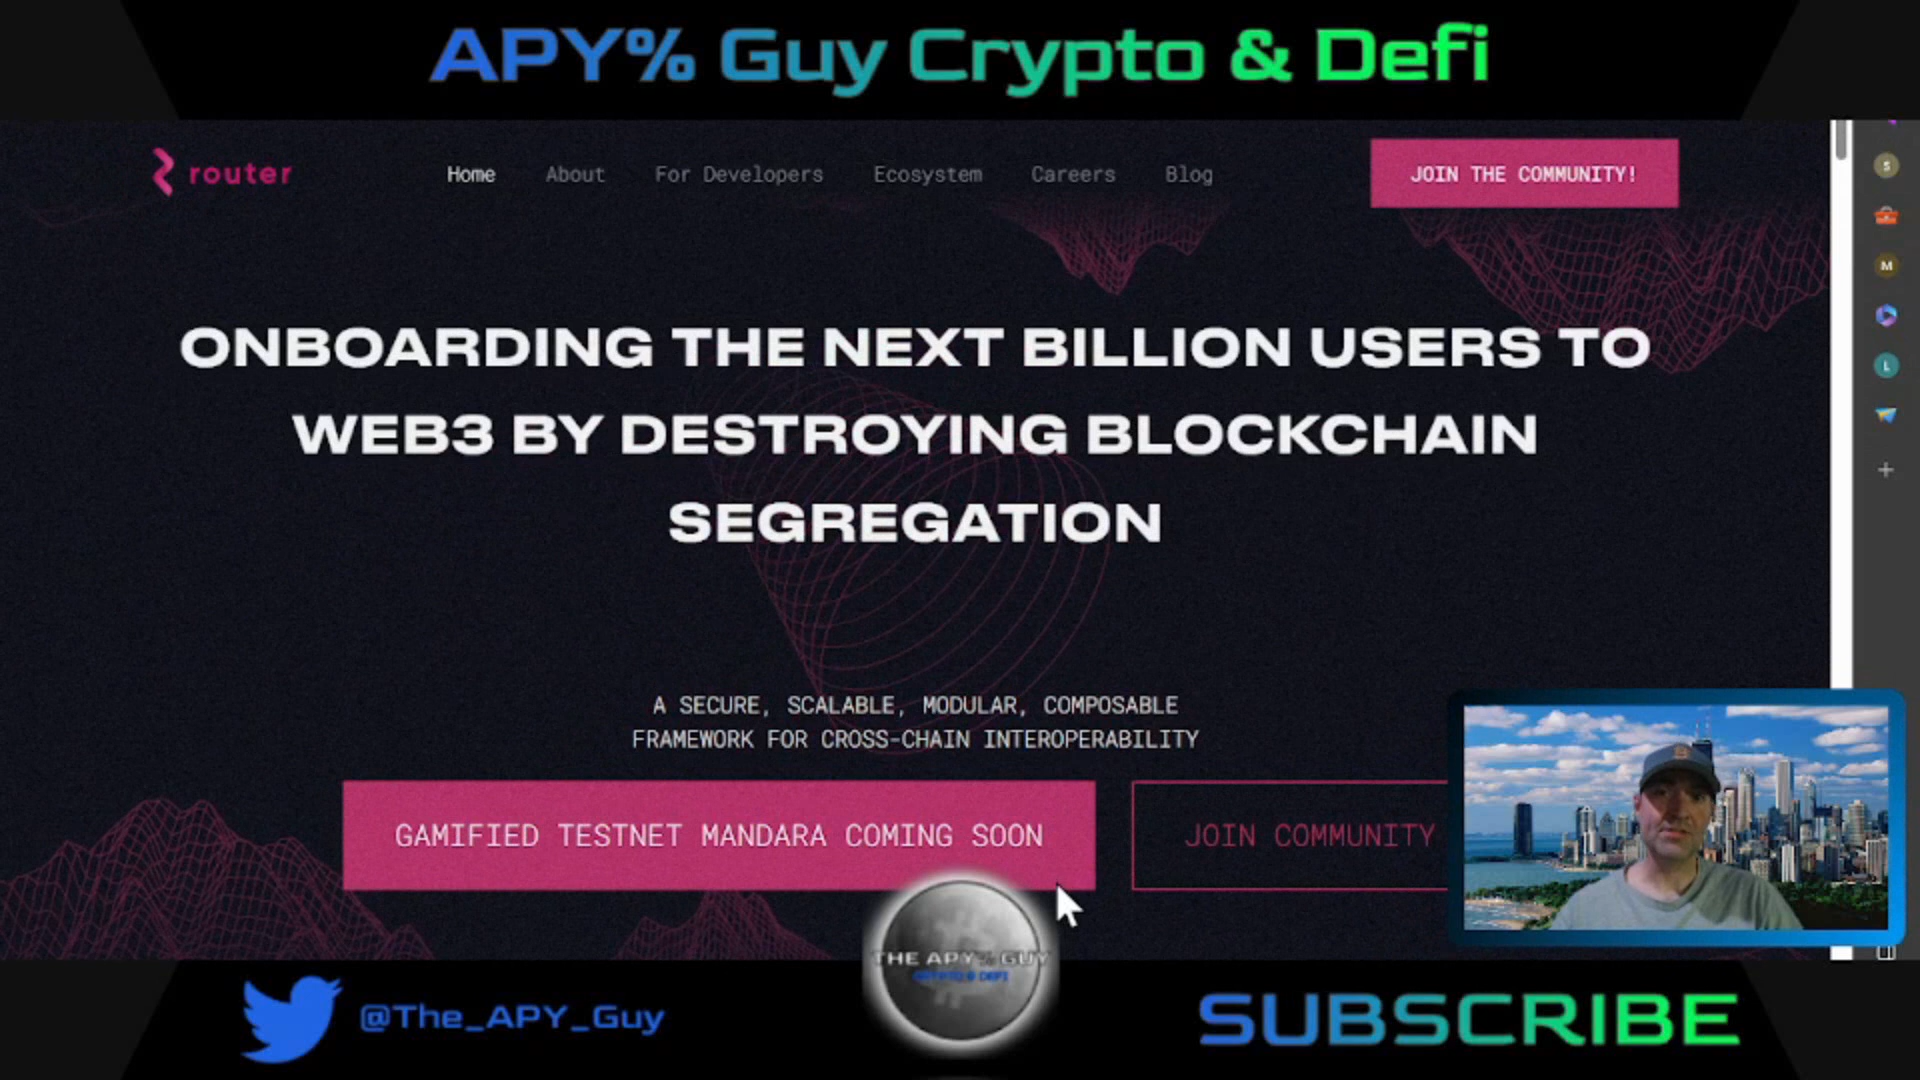 APY% Guy Crypto & Defi
router
Home About For Developers Ecosystem Careers Blog
JOIN THE COMMUNITY!
S
M
L
ONBOARDING THE NEXT BILLION USERS TO
WEB3 BY DESTROYING BLOCKCHAIN
SEGREGATION
A SECURE, SCALABLE, MODULAR, COMPOSABLE
FRAMEWORK FOR CROSS-CHAIN INTEROPERABILITY
GAMIFIED TESTNET MANDARA COMING SOON
JOIN COMMUNITY
THE APY% GUY
CRYPTO & DEFI
@The_APY_Guy
SUBSCRIBE